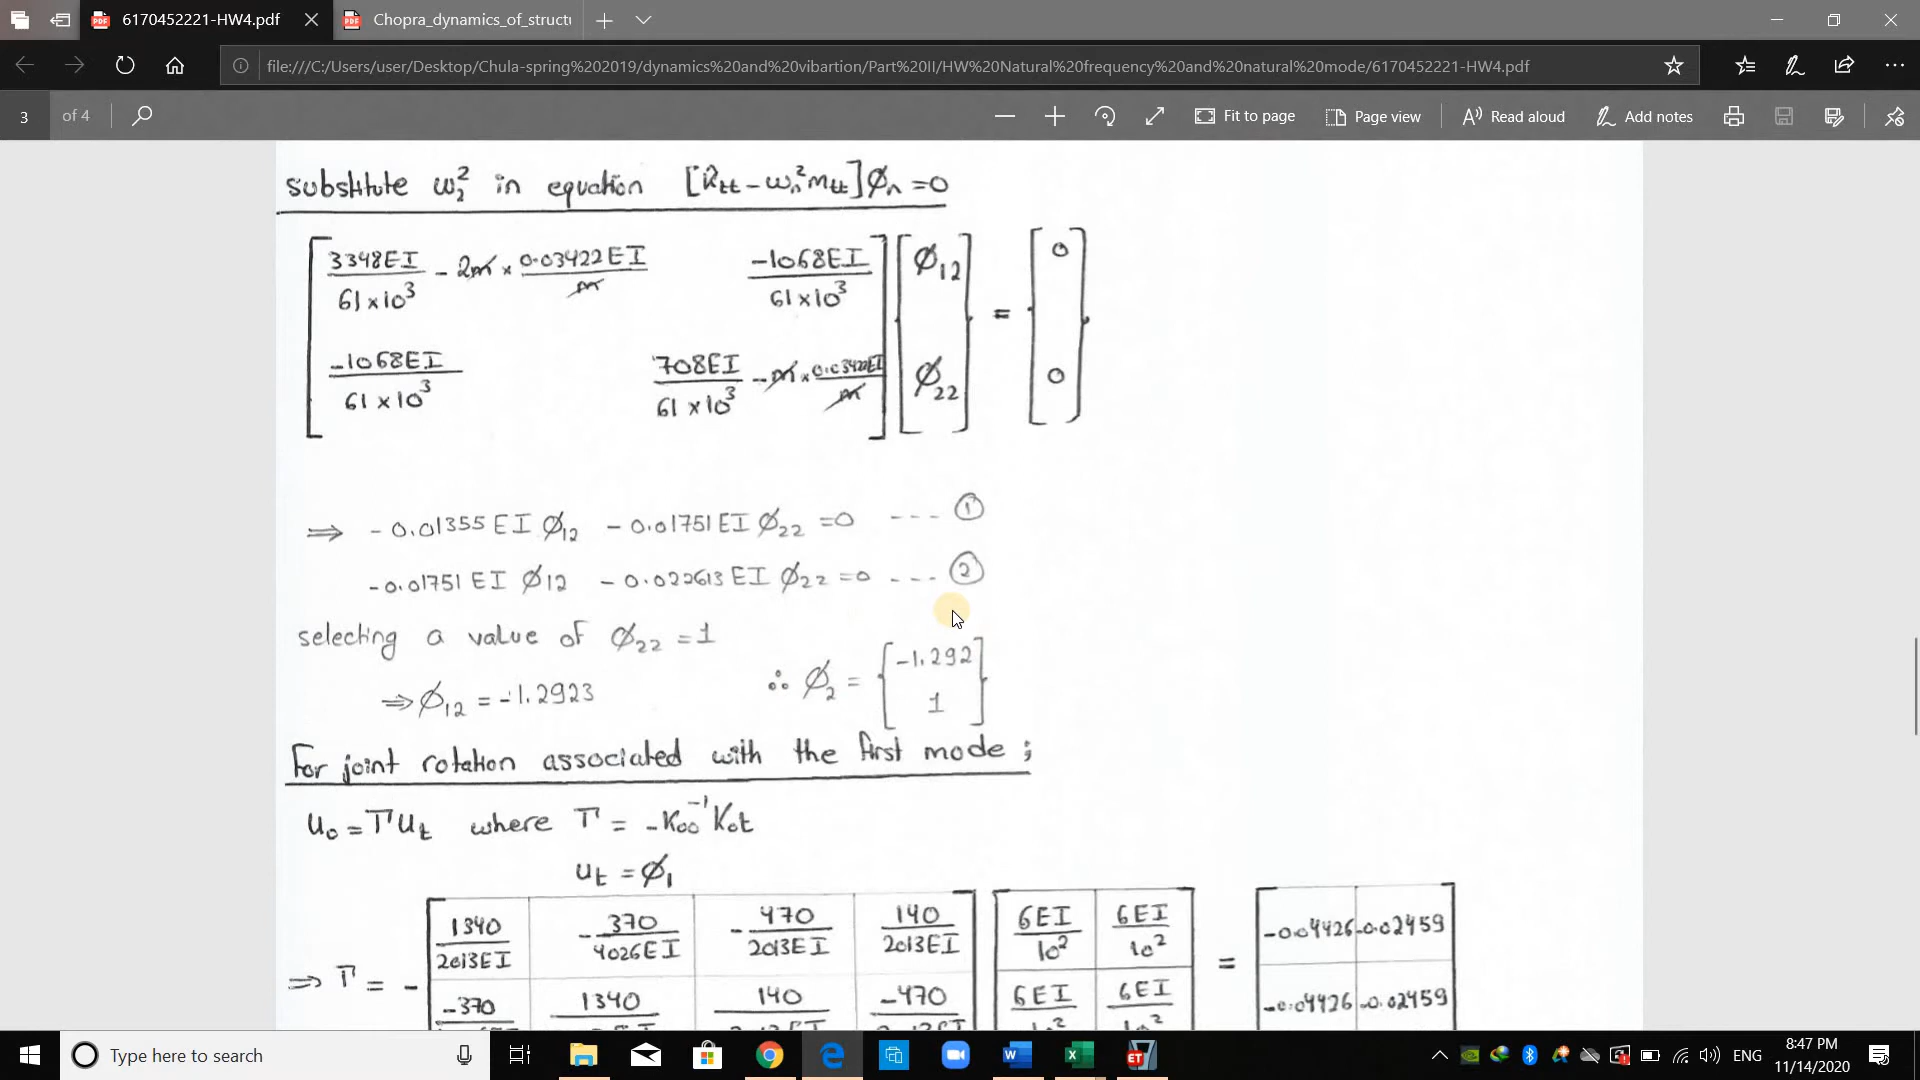 6170452221-HW4.pdf
Chopra_dynamics_of_struct
file:///C:/Users/user/Desktop/Chula-spring%202019/dynamics%20and%20vibartion/Part%20II/HW%20Natural%20frequency%20and%20natural%20mode/6170452221-HW4.pdf
3 of 4 Fit to page Page view Read aloud Add notes
substitute ω₂² in equation [k̂tt - ωn² mtt] φn = 0
[ 3348EI/61×10³ - 2m × 0.03422EI/m   -1068EI/61×10³ ] [ φ12 ] = [ 0 ]
[ -1068EI/61×10³   708EI/61×10³ - m × 0.03422EI/m ] [ φ22 ] [ 0 ]
⇒ -0.01355 EI φ12 - 0.01751 EI φ22 = 0 ---- ①
-0.01751 EI φ12 - 0.022613 EI φ22 = 0 ---- ②
selecting a value of φ22 = 1
⇒ φ12 = -1.2923 ∴ φ2 = { -1.292 1 }
For joint rotation associated with the first mode ;
u0 = T ut where T = -K00⁻¹ K0t
ut = φ1
⇒ T = - [ 1340/2013EI   -370/4026EI   -470/2013EI   140/2013EI ] [ 6EI/10²   6EI/10² ] = [ -0.04426 -0.02459 ]
-370   1340   140   -470   6EI   6EI   -0.04426 -0.02459
Type here to search
ENG
8:47 PM
11/14/2020